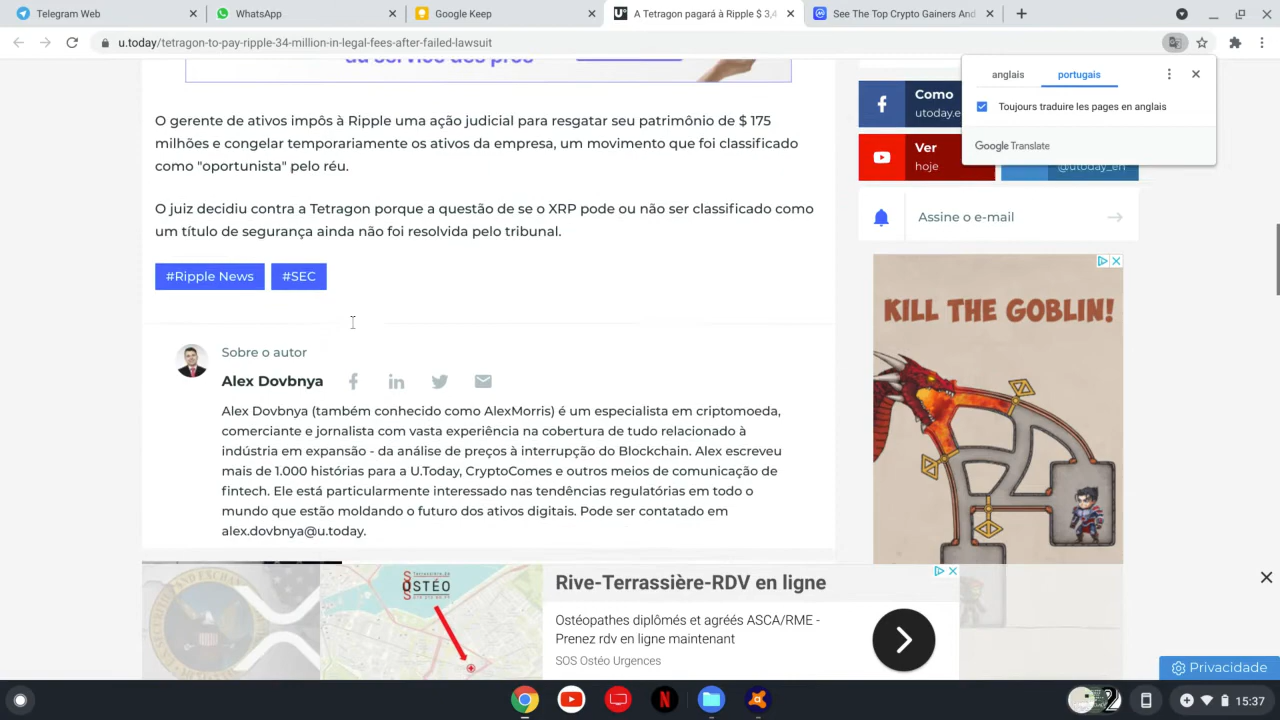 Telegram Web
WhatsApp
Google Keep
A Tetragon pagará à Ripple $ 3,4
See The Top Crypto Gainers And
u.today/tetragon-to-pay-ripple-34-million-in-legal-fees-after-failed-lawsuit
anglais
portugais
Toujours traduire les pages en anglais
Google Translate
Como
utoday.e
Ver
hoje
@utoday_en
Assine o e-mail
O gerente de ativos impôs à Ripple uma ação judicial para resgatar seu patrimônio de $ 175
milhões e congelar temporariamente os ativos da empresa, um movimento que foi classificado
como "oportunista" pelo réu.
O juiz decidiu contra a Tetragon porque a questão de se o XRP pode ou não ser classificado como
um título de segurança ainda não foi resolvida pelo tribunal.
#Ripple News
#SEC
Sobre o autor
Alex Dovbnya
Alex Dovbnya (também conhecido como AlexMorris) é um especialista em criptomoeda,
comerciante e jornalista com vasta experiência na cobertura de tudo relacionado à
indústria em expansão - da análise de preços à interrupção do Blockchain. Alex escreveu
mais de 1.000 histórias para a U.Today, CryptoComes e outros meios de comunicação de
fintech. Ele está particularmente interessado nas tendências regulatórias em todo o
mundo que estão moldando o futuro dos ativos digitais. Pode ser contatado em
alex.dovbnya@u.today.
KILL THE GOBLIN!
OSTÉO
Rive-Terrassière-RDV en ligne
Ostéopathes diplômés et agréés ASCA/RME -
Prenez rdv en ligne maintenant
SOS Ostéo Urgences
Privacidade
2
15:37